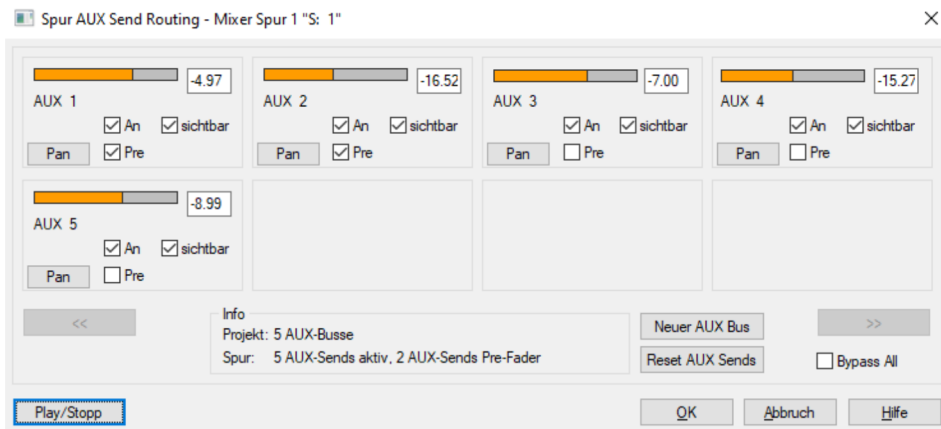 Spur AUX Send Routing - Mixer Spur 1 "S:  1"
-4.97
-16.52
-7.00
-15.27
AUX 1
AUX 2
AUX 3
AUX 4
An sichtbar
An sichtbar
An sichtbar
An sichtbar
Pan Pre
Pan Pre
Pan Pre
Pan Pre
-8.99
AUX 5
An sichtbar
Pan Pre
<<
Info
Projekt: 5 AUX-Busse
Spur: 5 AUX-Sends aktiv, 2 AUX-Sends Pre-Fader
Neuer AUX Bus
Reset AUX Sends
>>
Bypass All
Play/Stopp
OK
Abbruch
Hilfe